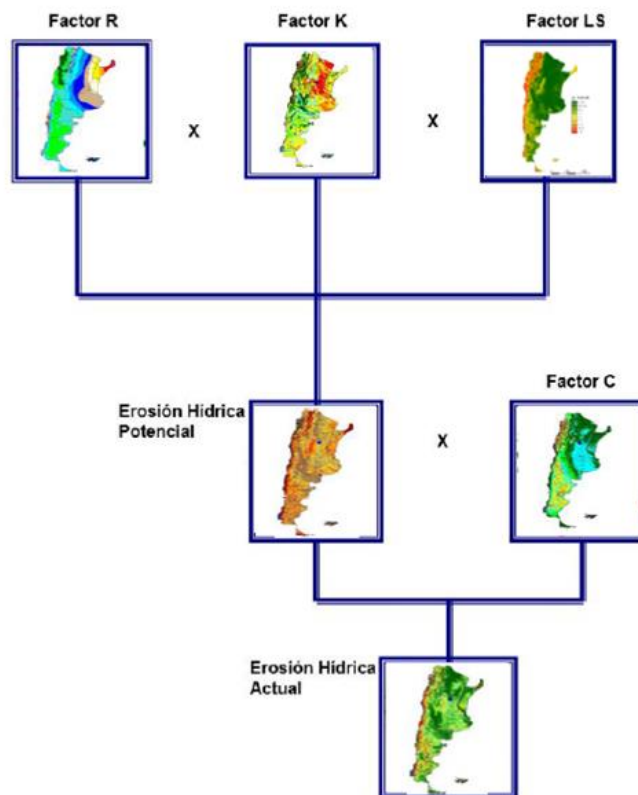 Factor R
Factor K
Factor LS
X
X
Erosión Hídrica
Potencial
X
Factor C
Erosión Hídrica
Actual